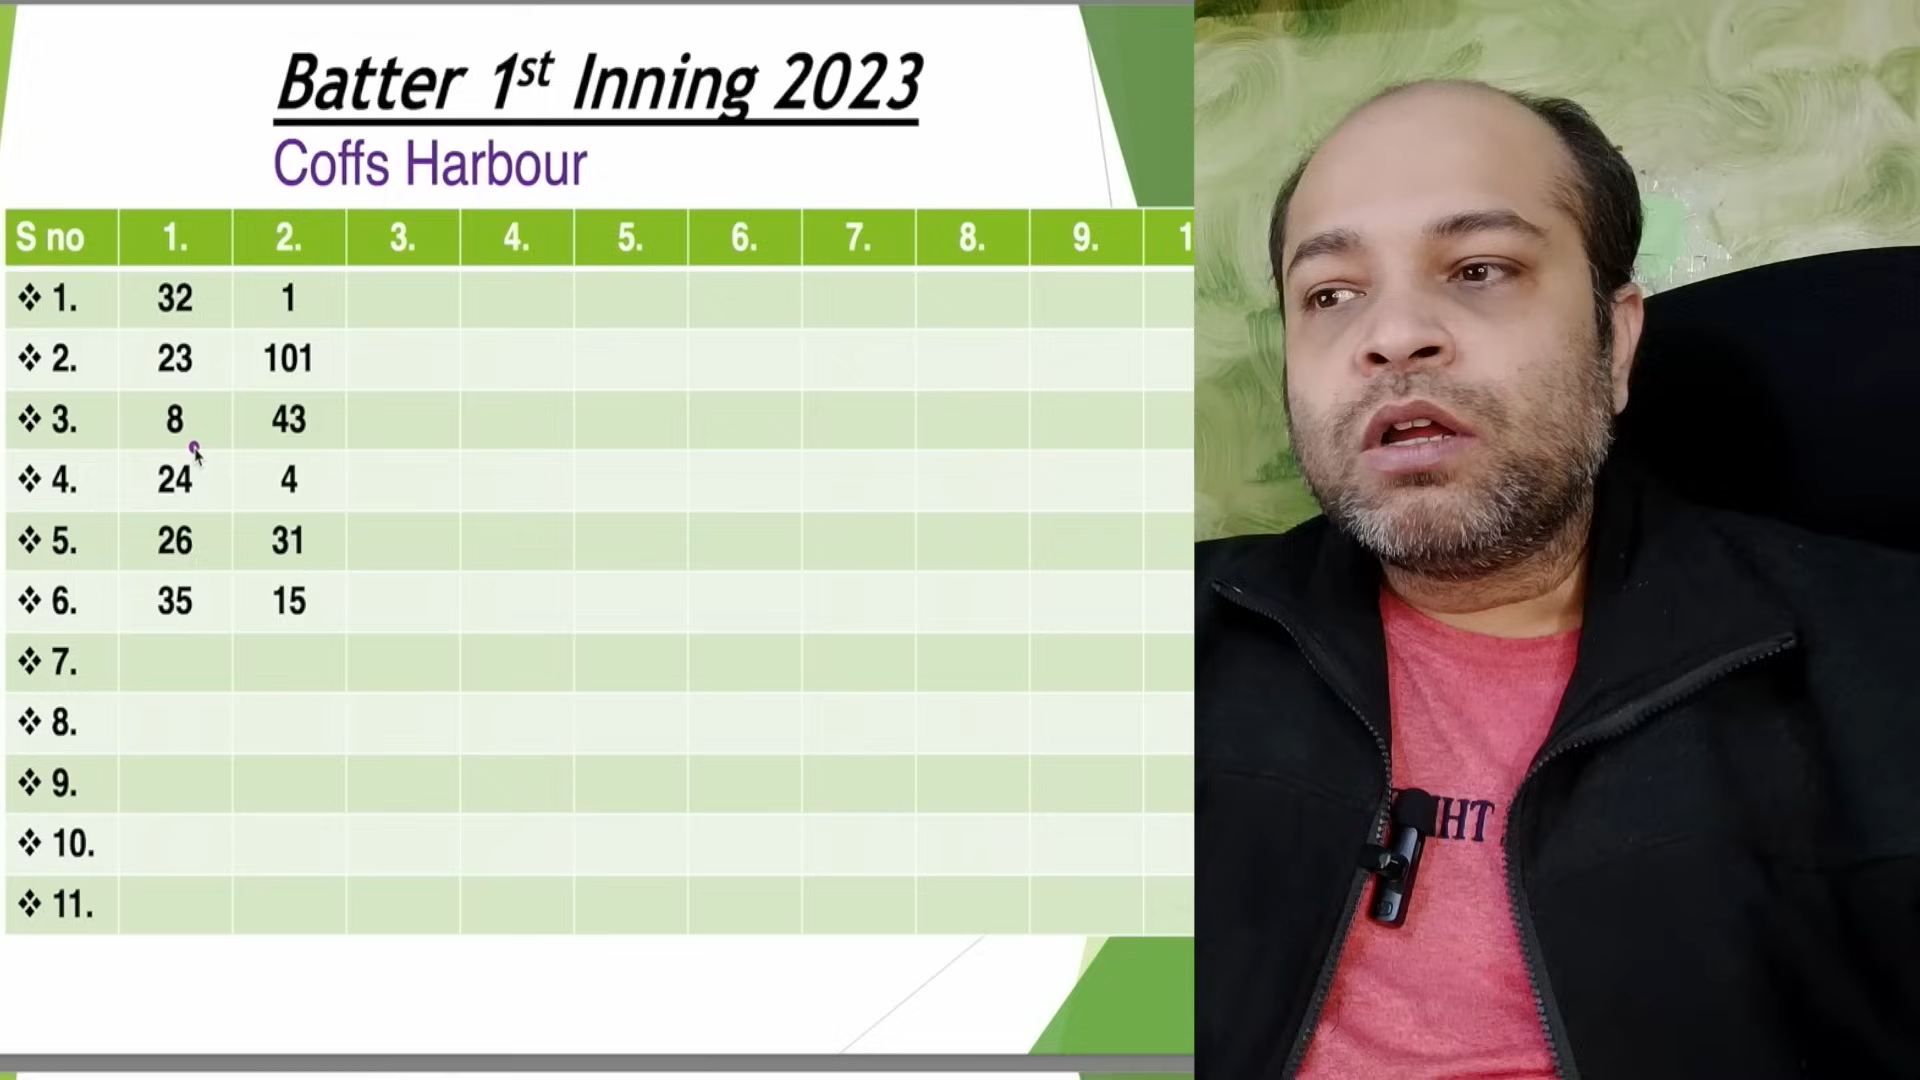 Batter 1st Inning 2023
Coffs Harbour
S no 1. 2. 3. 4. 5. 6. 7. 8. 9. 1
❖ 1. 32 1
❖ 2. 23 101
❖ 3. 8 43
❖ 4. 24 4
❖ 5. 26 31
❖ 6. 35 15
❖ 7.
❖ 8.
❖ 9.
❖ 10.
❖ 11.
HT